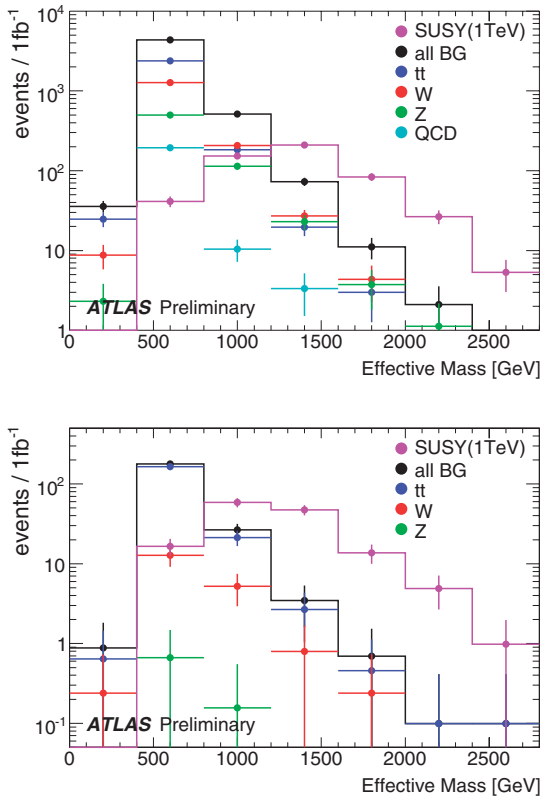 events / 1fb⁻¹
10⁴
10³
10²
10
1
SUSY(1TeV)
all BG
tt
W
Z
QCD
ATLAS Preliminary
0 500 1000 1500 2000 2500
Effective Mass [GeV]
events / 1fb⁻¹
10²
10
1
10⁻¹
SUSY(1TeV)
all BG
tt
W
Z
ATLAS Preliminary
0 500 1000 1500 2000 2500
Effective Mass [GeV]